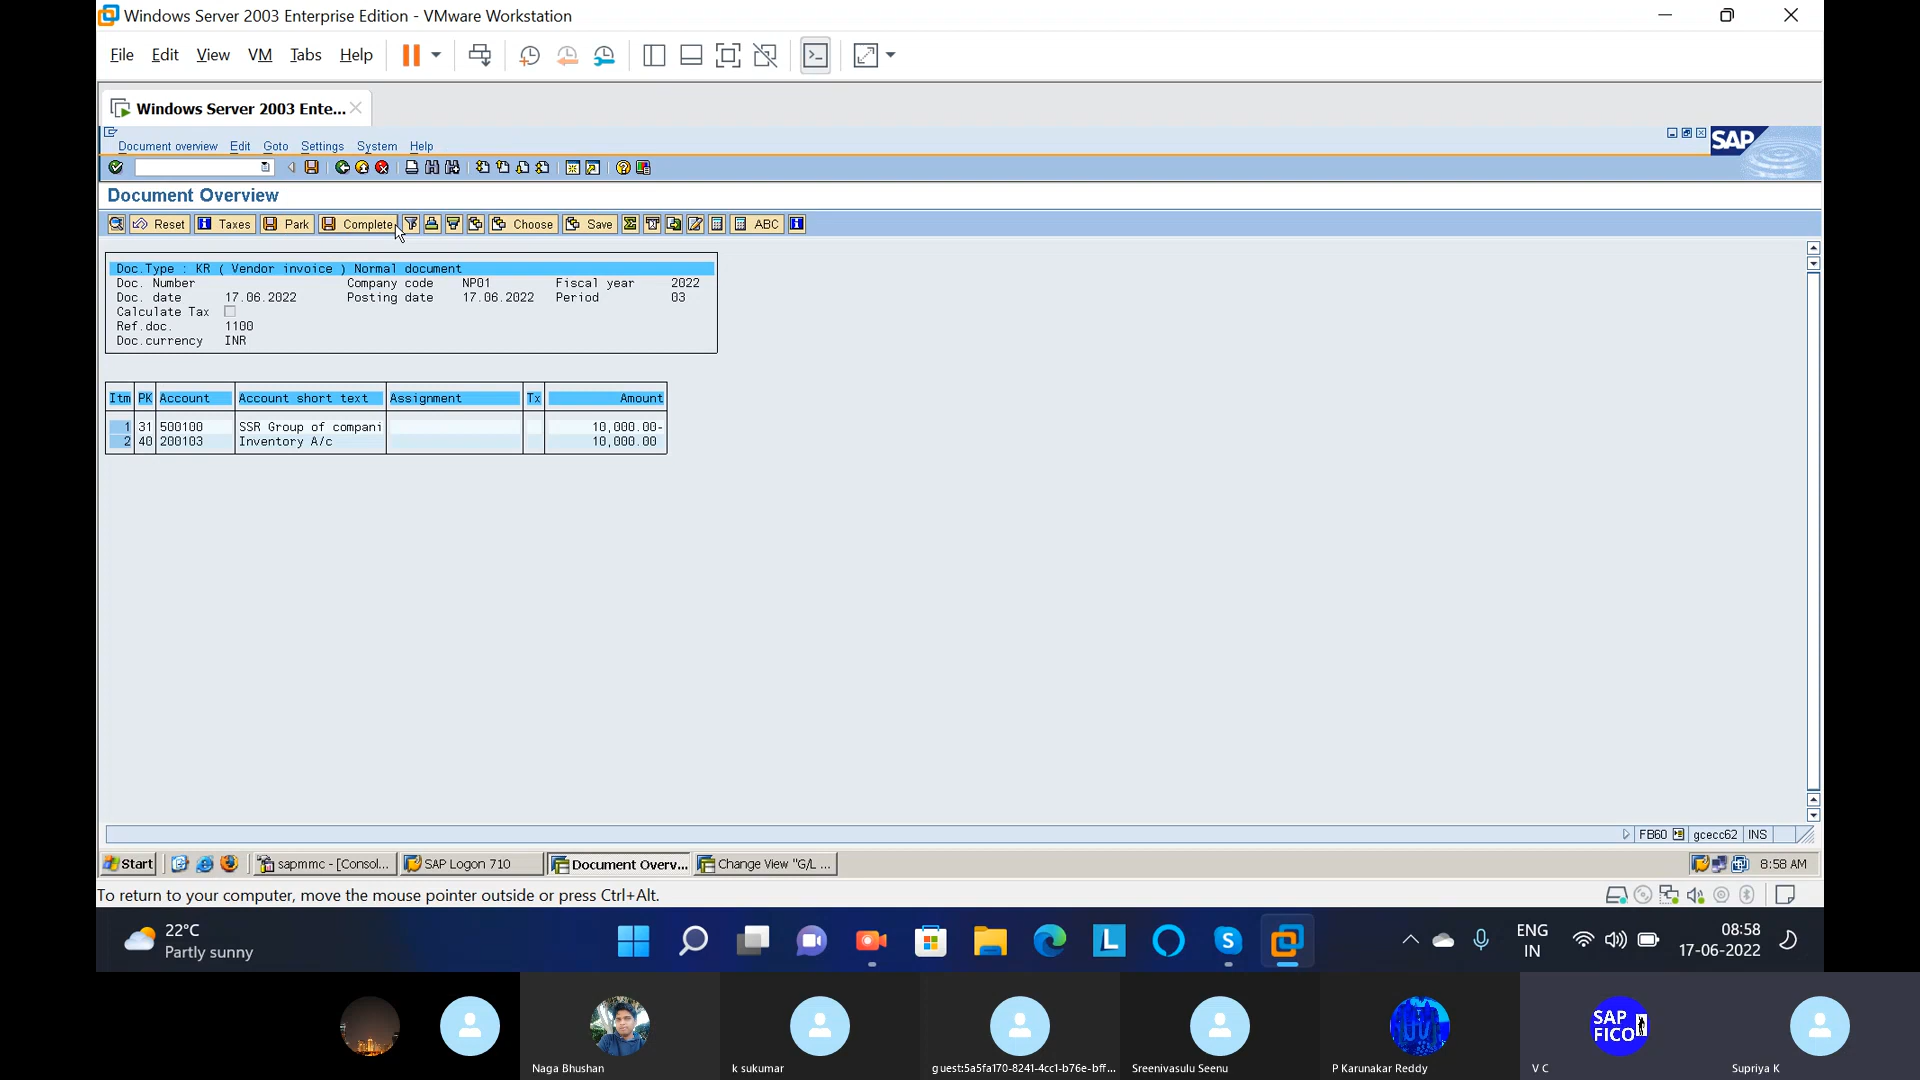 Windows Server 2003 Enterprise Edition - VMware Workstation
File Edit View VM Tabs Help
Windows Server 2003 Ente...
Document overview Edit Goto Settings System Help
SAP
Document Overview
Reset Taxes Park Complete Choose Save ABC
Doc.Type : KR ( Vendor invoice ) Normal document
Doc. Number Company code NP01 Fiscal year 2022
Doc. date 17.06.2022 Posting date 17.06.2022 Period 03
Calculate Tax
Ref.doc. 1100
Doc.currency INR
Itm PK Account Account short text Assignment Tx Amount
1 31 500100 SSR Group of compani 10,000.00-
2 40 200103 Inventory A/c 10,000.00
FB60 gcecc62 INS
Start sapmmc - [Consol... SAP Logon 710 Document Overv... Change View "G/L ... 8:58 AM
To return to your computer, move the mouse pointer outside or press Ctrl+Alt.
22°C
Partly sunny
ENG
IN
08:58
17-06-2022
SAP
FICO
Naga Bhushan k sukumar guest:5a5fa170-8241-4cc1-b76e-bff... Sreenivasulu Seenu P Karunakar Reddy V C Supriya K